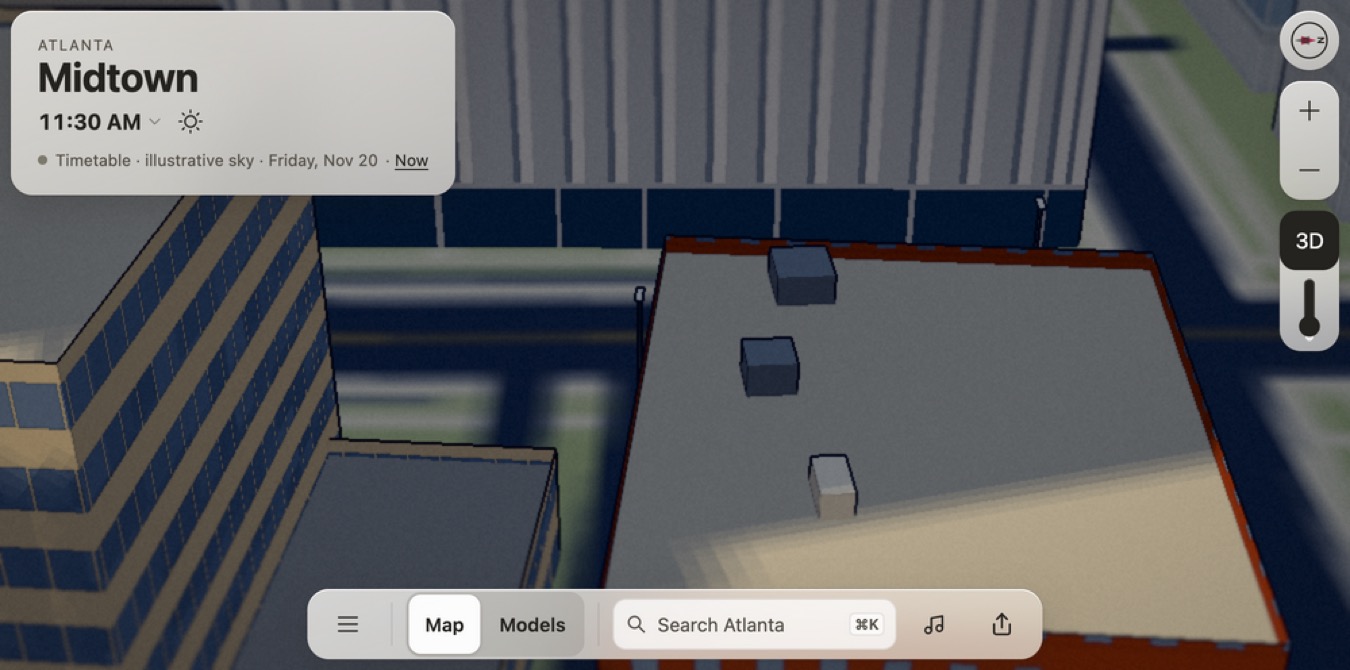 ATLANTA
Midtown
11:30 AM
Timetable · illustrative sky · Friday, Nov 20 · Now
N
3D
Map
Models
Search Atlanta
⌘K